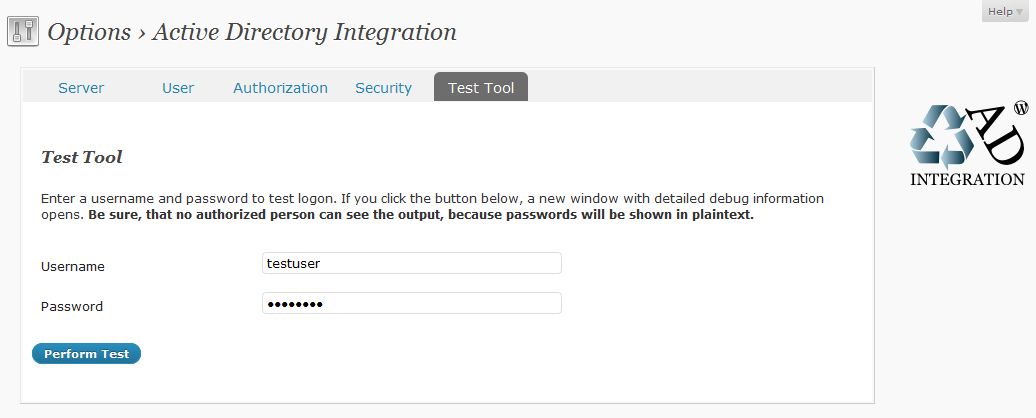 Help
Options › Active Directory Integration
Server User Authorization Security Test Tool
W
AD
INTEGRATION
Test Tool
Enter a username and password to test logon. If you click the button below, a new window with detailed debug information
opens. Be sure, that no authorized person can see the output, because passwords will be shown in plaintext.
Username testuser
Password ••••••••
Perform Test